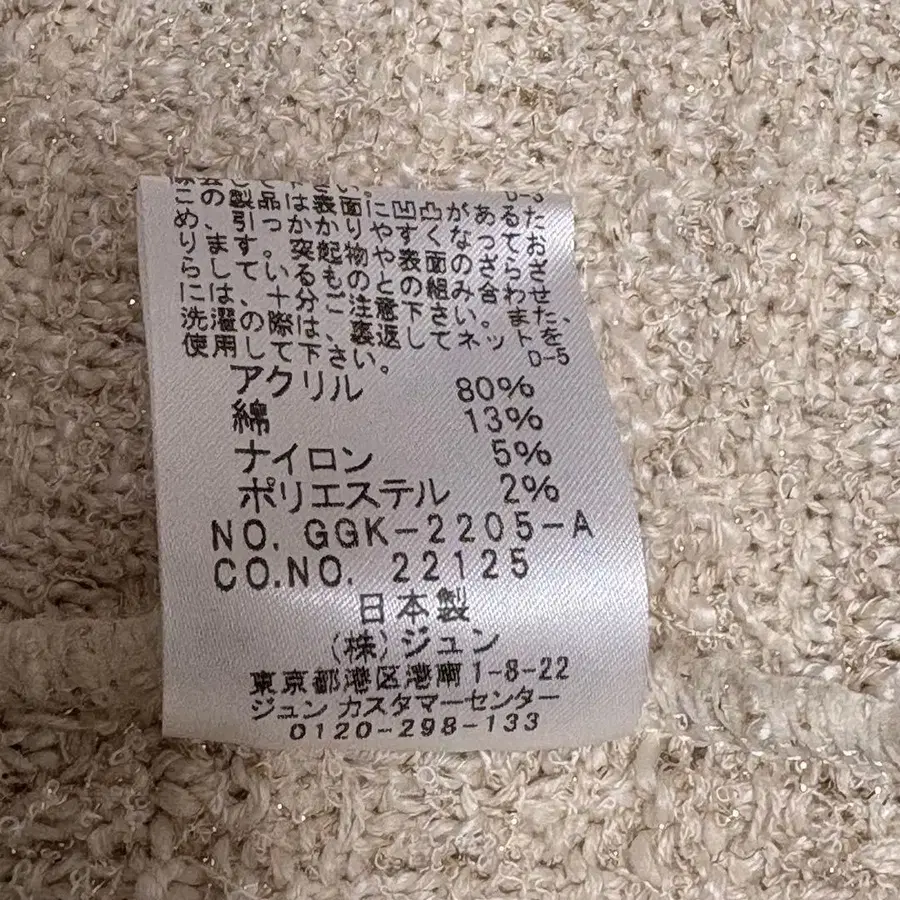 D-3
この製品は表面に凹凸があるた
め、引っかかりやすくなってお
ります。突起物や表面のざらざ
らしているものとの組み合わせ
には、十分ご注意下さい。また、
洗濯の際は、裏返してネットを
使用して下さい。
D-5
アクリル 80%
綿 13%
ナイロン 5%
ポリエステル 2%
NO. GGK-2205-A
CO.NO. 22125
日本製
(株)ジュン
東京都港区港南1-8-22
ジュン カスタマーセンター
0120-298-133